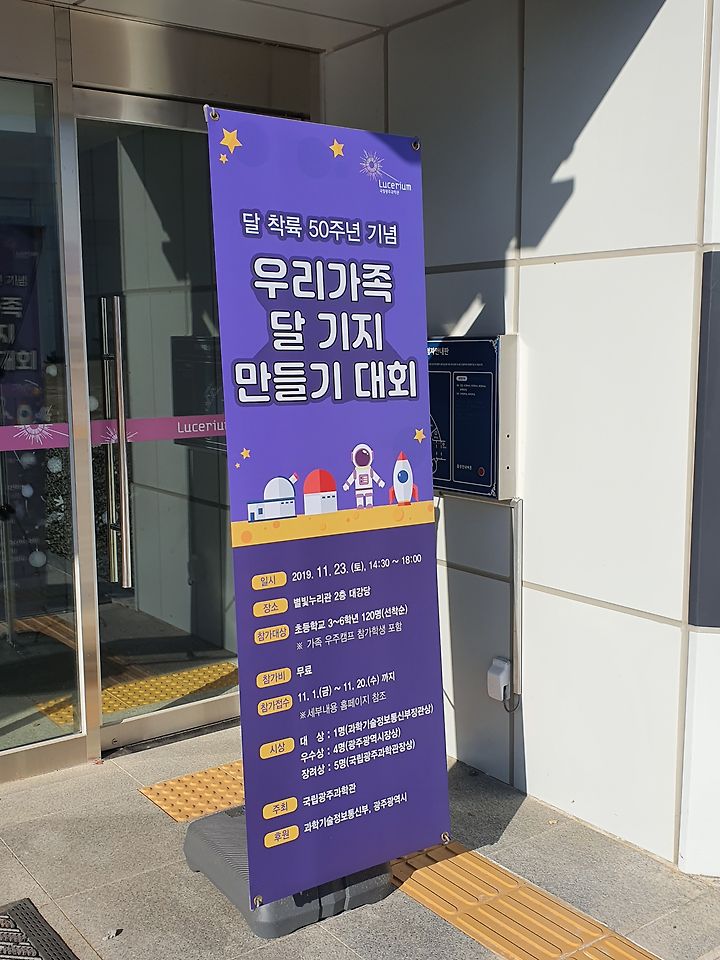 Lucerium
국립광주과학관
달 착륙 50주년 기념
우리가족
달 기지
만들기 대회
일시 2019. 11. 23. (토), 14:30 ~ 18:00
장소 별빛누리관 2층 대강당
참가대상 초등학교 3~6학년 120명(선착순)
※ 가족 우주캠프 참가학생 포함
참가비 무료
참가접수 11. 1.(금) ~ 11. 20.(수) 까지
※세부내용 홈페이지 참조
시상 대 상 : 1명(과학기술정보통신부장관상)
우수상 : 4명(광주광역시장상)
장려상 : 5명(국립광주과학관장상)
주최 국립광주과학관
후원 과학기술정보통신부, 광주광역시
Lucerium